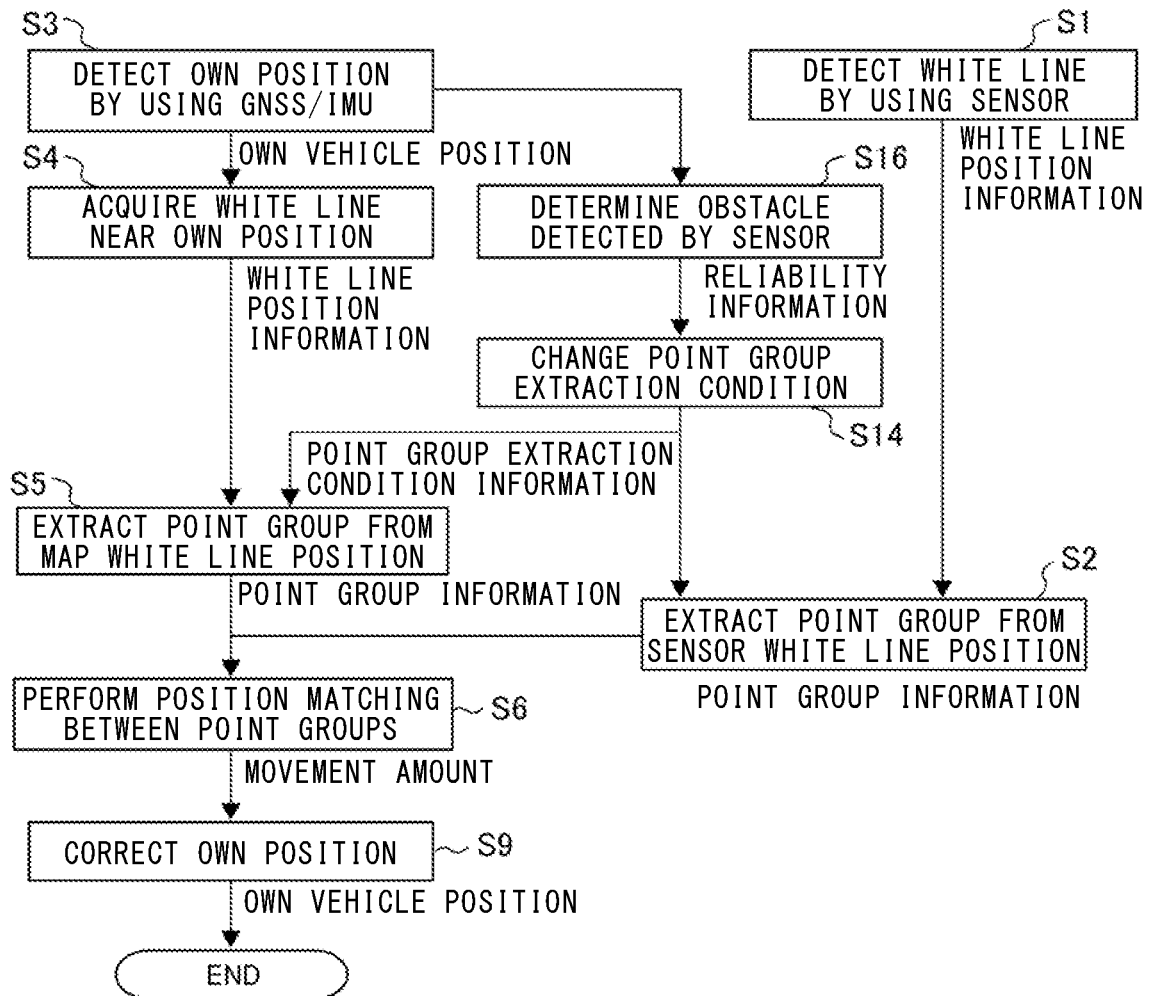 S3
DETECT OWN POSITION
BY USING GNSS/IMU
S1
DETECT WHITE LINE
BY USING SENSOR
OWN VEHICLE POSITION
WHITE LINE
POSITION
INFORMATION
S4
ACQUIRE WHITE LINE
NEAR OWN POSITION
S16
DETERMINE OBSTACLE
DETECTED BY SENSOR
WHITE LINE
POSITION
INFORMATION
RELIABILITY
INFORMATION
CHANGE POINT GROUP
EXTRACTION CONDITION
S14
POINT GROUP EXTRACTION
CONDITION INFORMATION
S5
EXTRACT POINT GROUP FROM
MAP WHITE LINE POSITION
POINT GROUP INFORMATION
S2
EXTRACT POINT GROUP FROM
SENSOR WHITE LINE POSITION
POINT GROUP INFORMATION
PERFORM POSITION MATCHING
BETWEEN POINT GROUPS
S6
MOVEMENT AMOUNT
CORRECT OWN POSITION
S9
OWN VEHICLE POSITION
END